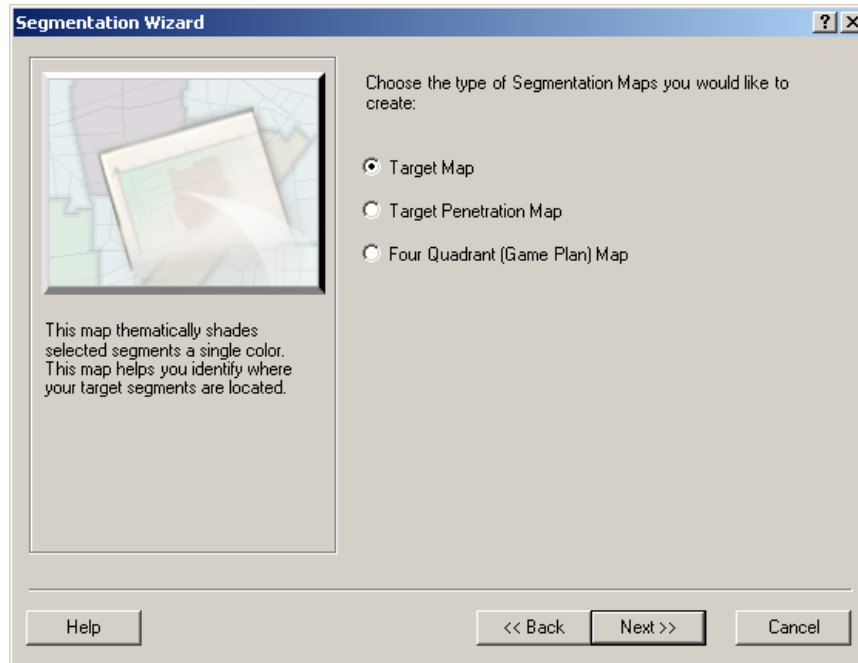 Segmentation Wizard
Choose the type of Segmentation Maps you would like to
create:
Target Map
Target Penetration Map
Four Quadrant (Game Plan) Map
This map thematically shades
selected segments a single color.
This map helps you identify where
your target segments are located.
Help
<< Back
Next >>
Cancel